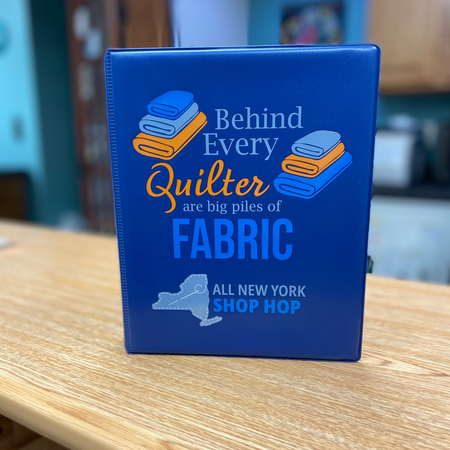 Behind
Every
Quilter
are big piles of
FABRIC
ALL NEW YORK
SHOP HOP